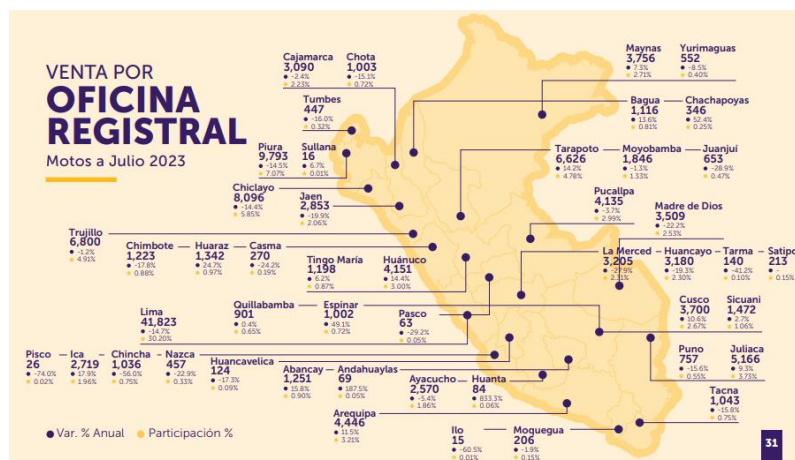 VENTA POR
OFICINA
REGISTRAL
Motos a Julio 2023
Cajamarca Chota
3,090 1,003
-2.4% -15.1%
2.23% 0.72%
Maynas Yurimaguas
3,756 552
7.3% -8.5%
2.71% 0.40%
Tumbes
447
-16.0%
0.32%
Bagua Chachapoyas
1,116 346
13.6% 52.4%
0.81% 0.25%
Piura Sullana
9,793 16
-14.5% 6.7%
7.07% 0.01%
Tarapoto Moyobamba Juanjuí
6,626 1,846 653
14.2% -1.3% -28.9%
4.78% 1.33% 0.47%
Chiclayo
8,096
-14.4%
5.85%
Jaen
2,853
-19.9%
2.06%
Pucallpa
4,135
-3.7%
2.99%
Madre de Dios
3,509
-22.2%
2.53%
Trujillo
6,800
-1.2%
4.91%
Chimbote Huaraz Casma
1,223 1,342 270
-17.8% 24.7% -24.2%
0.88% 0.97% 0.19%
Tingo María Huánuco
1,198 4,151
6.2% 14.4%
0.87% 3.00%
La Merced Huancayo Tarma Satipo
3,205 3,180 140 213
-27.9% -19.3% -41.2% -
2.31% 2.30% 0.10% 0.15%
Lima
41,823
-14.7%
30.20%
Quillabamba Espinar
901 1,002
0.4% 49.1%
0.65% 0.72%
Pasco
63
-29.2%
0.05%
Cusco Sicuani
3,700 1,472
10.6% 2.7%
2.67% 1.06%
Pisco Ica Chincha Nazca
26 2,719 1,036 457
-74.0% 17.9% -56.0% -22.9%
0.02% 1.96% 0.75% 0.33%
Huancavelica
124
-17.3%
0.09%
Abancay Andahuaylas
1,251 69
15.8% 187.5%
0.90% 0.05%
Ayacucho Huanta
2,570 84
-5.4% 833.3%
1.86% 0.06%
Puno Juliaca
757 5,166
-15.6% 9.3%
0.55% 3.73%
Arequipa
4,446
11.5%
3.21%
Ilo Moquegua
15 206
-60.5% -1.9%
0.01% 0.15%
Tacna
1,043
-15.8%
0.75%
Var. % Anual Participación %
31